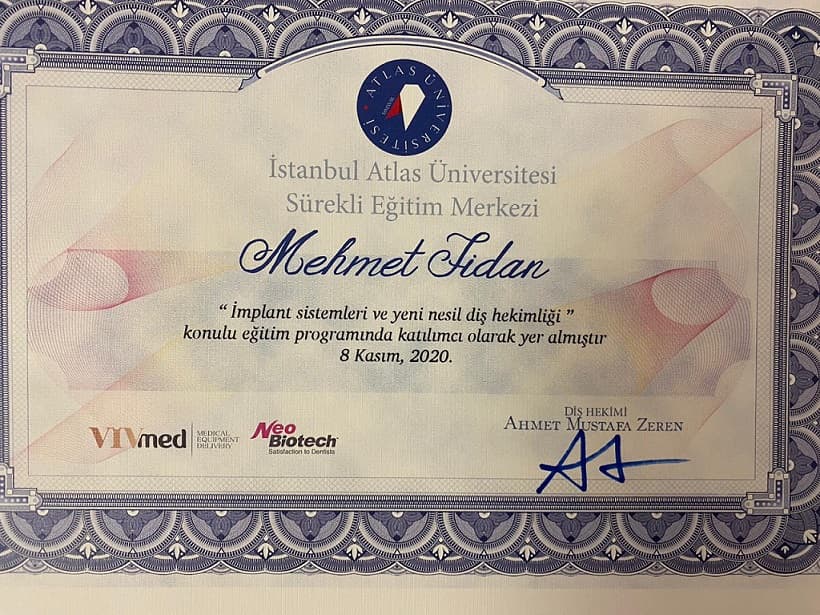 ATLAS ÜNİVERSİTESİ
İstanbul Atlas Üniversitesi
Sürekli Eğitim Merkezi
Mehmet Fidan
“ İmplant sistemleri ve yeni nesil diş hekimliği ”
konulu eğitim programında katılımcı olarak yer almıştır
8 Kasım, 2020.
VIVmed
MEDICAL
EQUIPMENT
DELIVERY
Neo
Biotech
Satisfaction to Dentists
DİŞ HEKİMİ
AHMET MUSTAFA ZEREN